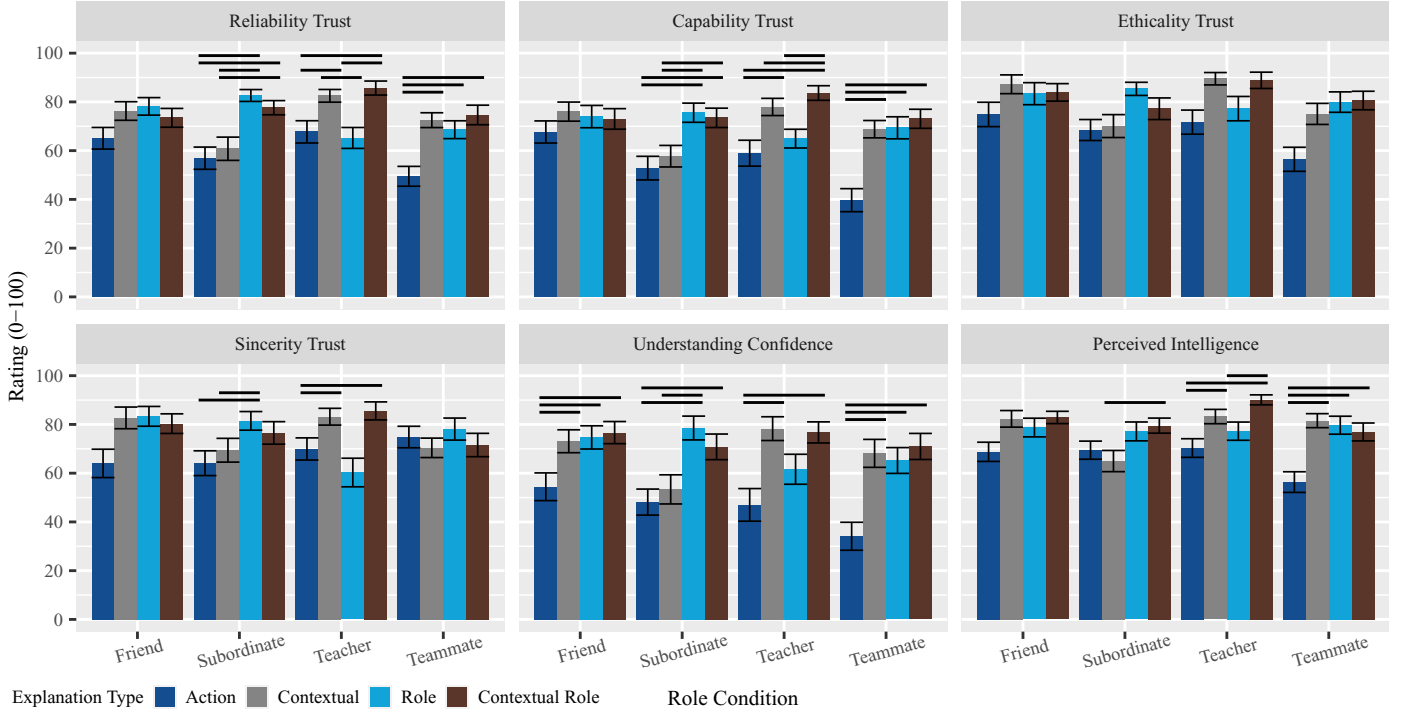 Reliability Trust
Capability Trust
Ethicality Trust
100
80
60
40
20
0
Sincerity Trust
Understanding Confidence
Perceived Intelligence
100
80
60
40
20
0
Rating (0−100)
Friend
Subordinate
Teacher
Teammate
Friend
Subordinate
Teacher
Teammate
Friend
Subordinate
Teacher
Teammate
Explanation Type Action Contextual Role Contextual Role
Role Condition